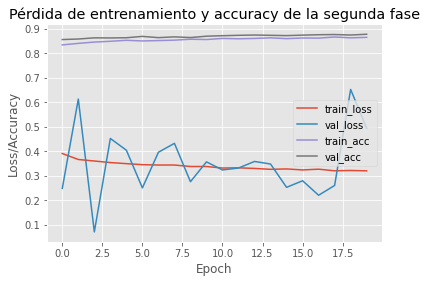 Pérdida de entrenamiento y accuracy de la segunda fase
Loss/Accuracy
0.9
0.8
0.7
0.6
0.5
0.4
0.3
0.2
0.1
train_loss
val_loss
train_acc
val_acc
0.0 2.5 5.0 7.5 10.0 12.5 15.0 17.5
Epoch